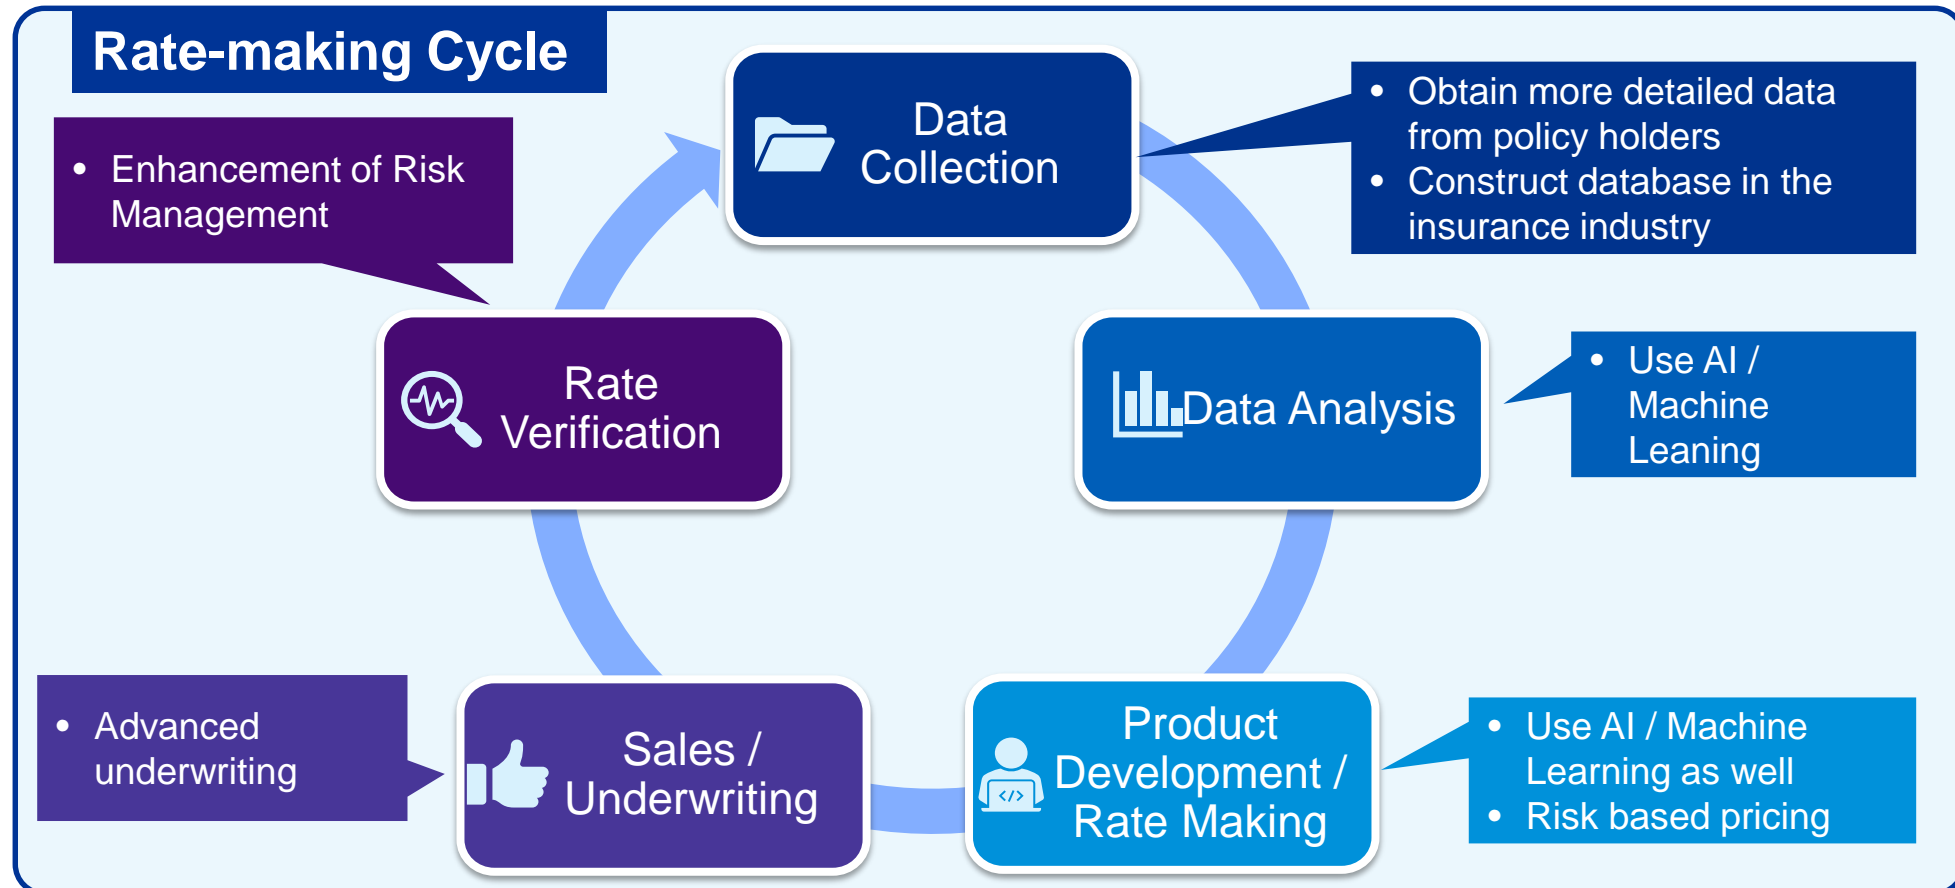 Rate-making Cycle
Data
Collection
• Obtain more detailed data
from policy holders
• Construct database in the
insurance industry
• Enhancement of Risk
Management
Rate
Verification
Data Analysis
• Use AI /
Machine
Leaning
• Advanced
underwriting
Sales /
Underwriting
Product
Development /
Rate Making
</>
• Use AI / Machine
Learning as well
• Risk based pricing